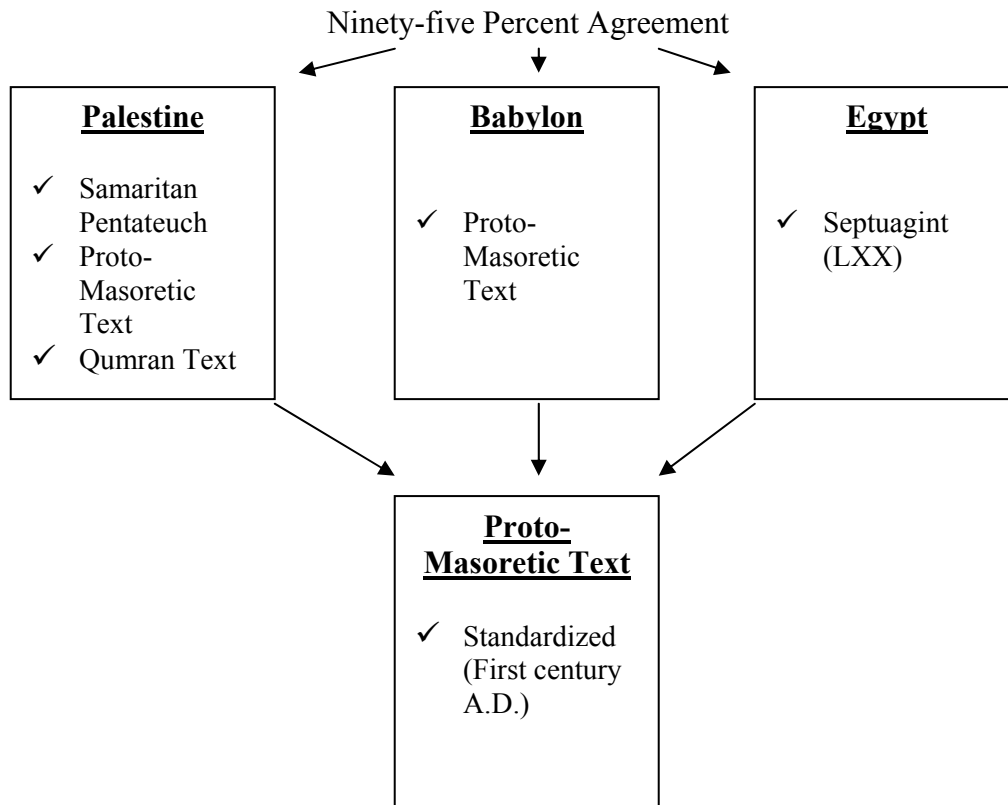 Ninety-five Percent Agreement
Palestine
✓ Samaritan
Pentateuch
✓ Proto-
Masoretic
Text
✓ Qumran Text
Babylon
✓ Proto-
Masoretic
Text
Egypt
✓ Septuagint
(LXX)
Proto-
Masoretic Text
✓ Standardized
(First century
A.D.)